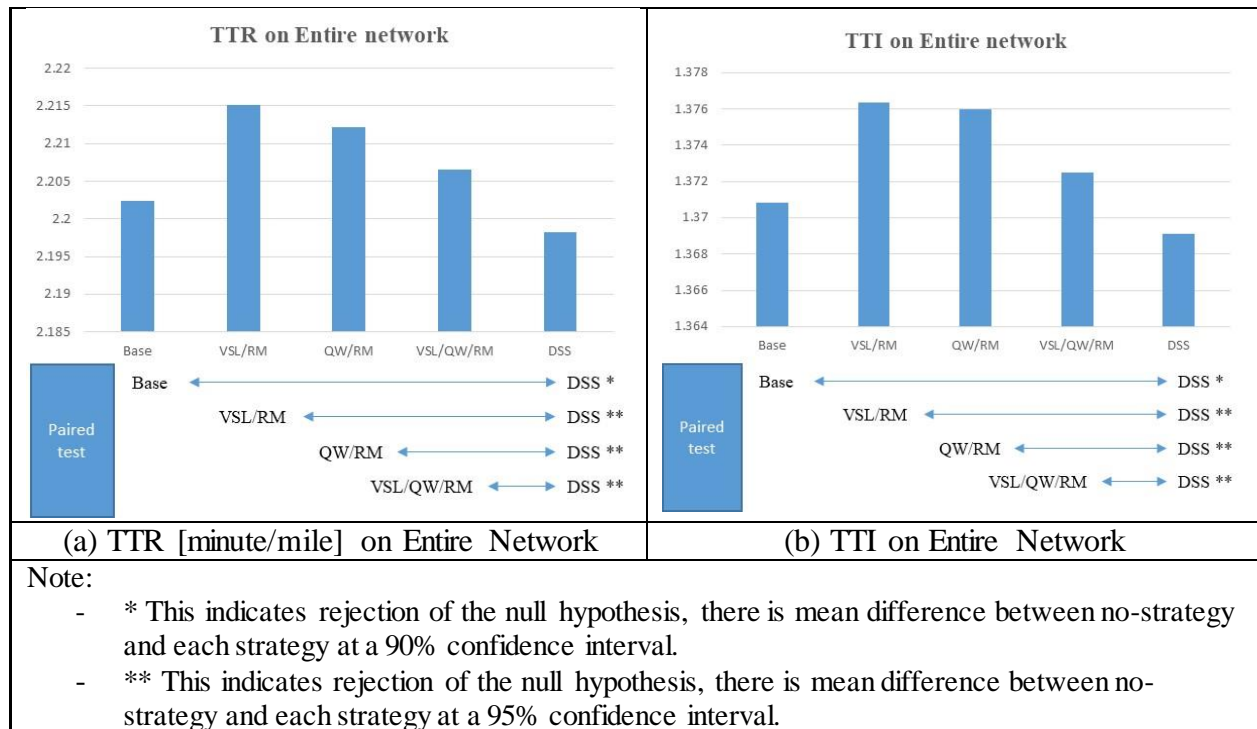 TTR on Entire network
2.22
2.215
2.21
2.205
2.2
2.195
2.19
2.185
Base VSL/RM QW/RM VSL/QW/RM DSS
Paired
test
Base DSS *
VSL/RM DSS **
QW/RM DSS **
VSL/QW/RM DSS **
(a) TTR [minute/mile] on Entire Network
TTI on Entire network
1.378
1.376
1.374
1.372
1.37
1.368
1.366
1.364
Base VSL/RM QW/RM VSL/QW/RM DSS
Paired
test
Base DSS *
VSL/RM DSS **
QW/RM DSS **
VSL/QW/RM DSS **
(b) TTI on Entire Network
Note:
- * This indicates rejection of the null hypothesis, there is mean difference between no-strategy
and each strategy at a 90% confidence interval.
- ** This indicates rejection of the null hypothesis, there is mean difference between no-
strategy and each strategy at a 95% confidence interval.